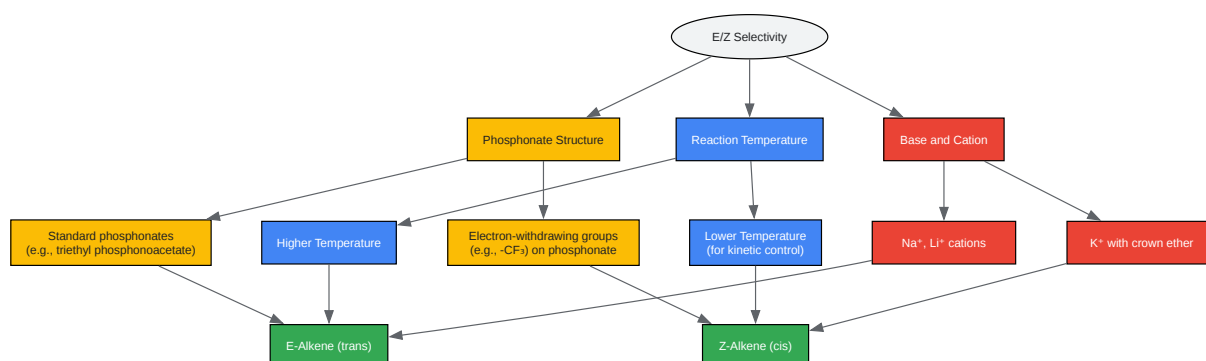 E/Z Selectivity
Phosphonate Structure
Reaction Temperature
Base and Cation
Standard phosphonates
(e.g., triethyl phosphonoacetate)
Higher Temperature
Electron-withdrawing groups
(e.g., -CF₃) on phosphonate
Lower Temperature
(for kinetic control)
Na⁺, Li⁺ cations
K⁺ with crown ether
E-Alkene (trans)
Z-Alkene (cis)